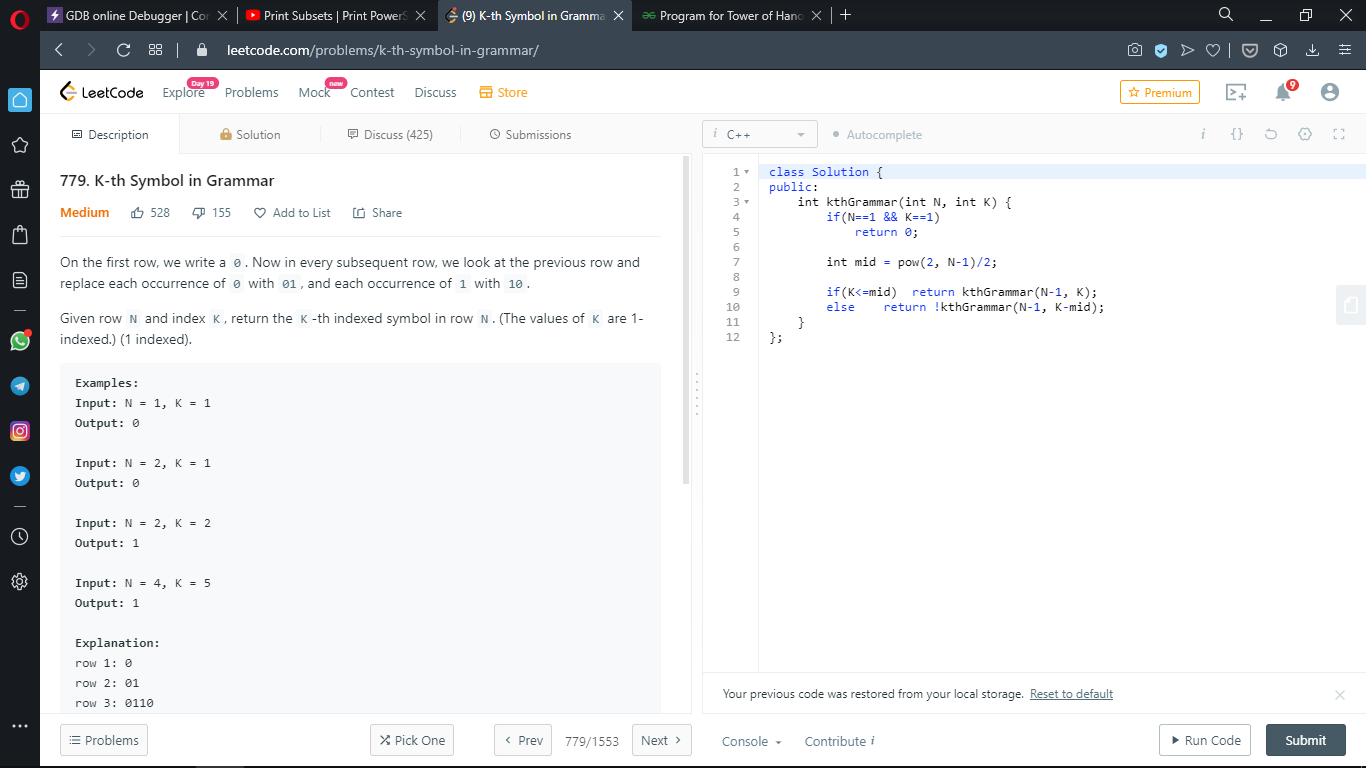 GDB online Debugger | Cor
Print Subsets | Print PowerS
(9) K-th Symbol in Gramma
Program for Tower of Hano
leetcode.com/problems/k-th-symbol-in-grammar/
LeetCode
Explore
Day 19
Problems
Mock
new
Contest
Discuss
Store
Premium
9
Description
Solution
Discuss (425)
Submissions
i C++
Autocomplete
i {}
779. K-th Symbol in Grammar
Medium 528 155 Add to List Share
On the first row, we write a 0. Now in every subsequent row, we look at the previous row and
replace each occurrence of 0 with 01, and each occurrence of 1 with 10.
Given row N and index K, return the K-th indexed symbol in row N. (The values of K are 1-
indexed.) (1 indexed).
Examples:
Input: N = 1, K = 1
Output: 0
Input: N = 2, K = 1
Output: 0
Input: N = 2, K = 2
Output: 1
Input: N = 4, K = 5
Output: 1
Explanation:
row 1: 0
row 2: 01
row 3: 0110
1 class Solution {
2 public:
3 int kthGrammar(int N, int K) {
4 if(N==1 && K==1)
5 return 0;
6
7 int mid = pow(2, N-1)/2;
8
9 if(K<=mid) return kthGrammar(N-1, K);
10 else return !kthGrammar(N-1, K-mid);
11 }
12 };
Your previous code was restored from your local storage. Reset to default
Problems
Pick One
Prev
779/1553
Next
Console
Contribute i
Run Code
Submit